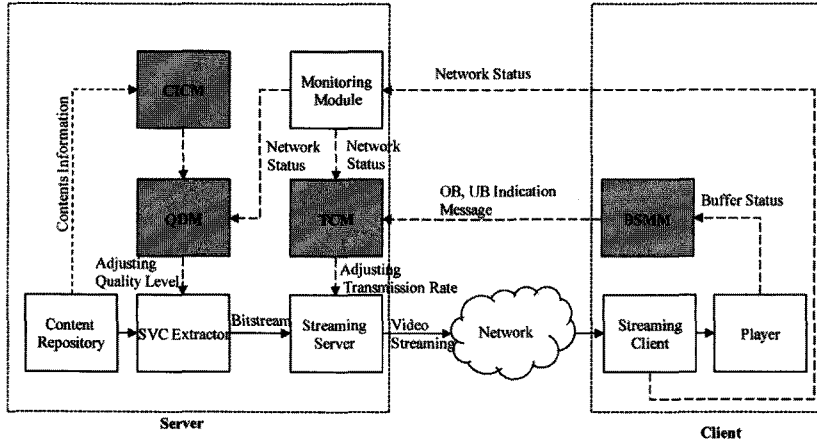 CICM
Monitoring
Module
Network Status
Contents Information
Network
Status
Network
Status
QDM
TCM
OB, UB Indication
Message
BSMM
Buffer Status
Adjusting
Quality Level
Adjusting
Transmission Rate
Content
Repository
SVC Extractor
Bitstream
Streaming
Server
Video
Streaming
Network
Streaming
Client
Player
Server
Client